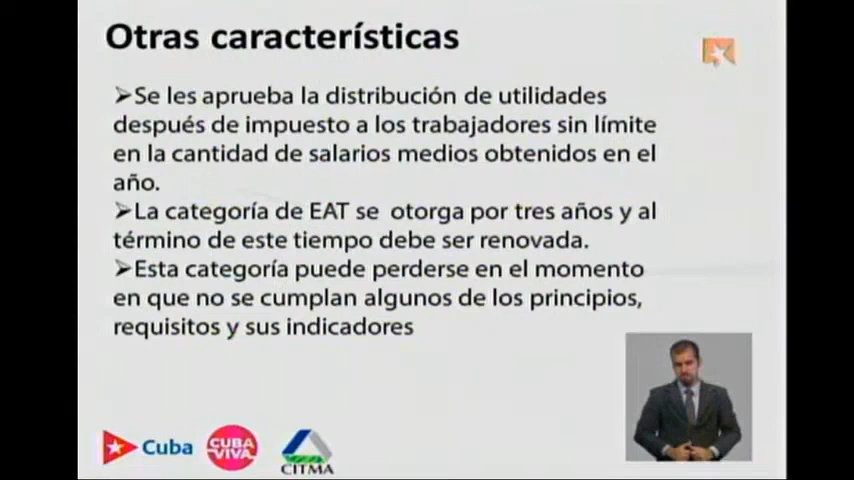 Otras características
➢Se les aprueba la distribución de utilidades
después de impuesto a los trabajadores sin límite
en la cantidad de salarios medios obtenidos en el
año.
➢La categoría de EAT se otorga por tres años y al
término de este tiempo debe ser renovada.
➢Esta categoría puede perderse en el momento
en que no se cumplan algunos de los principios,
requisitos y sus indicadores
Cuba
CUBA
VIVA
CITMA